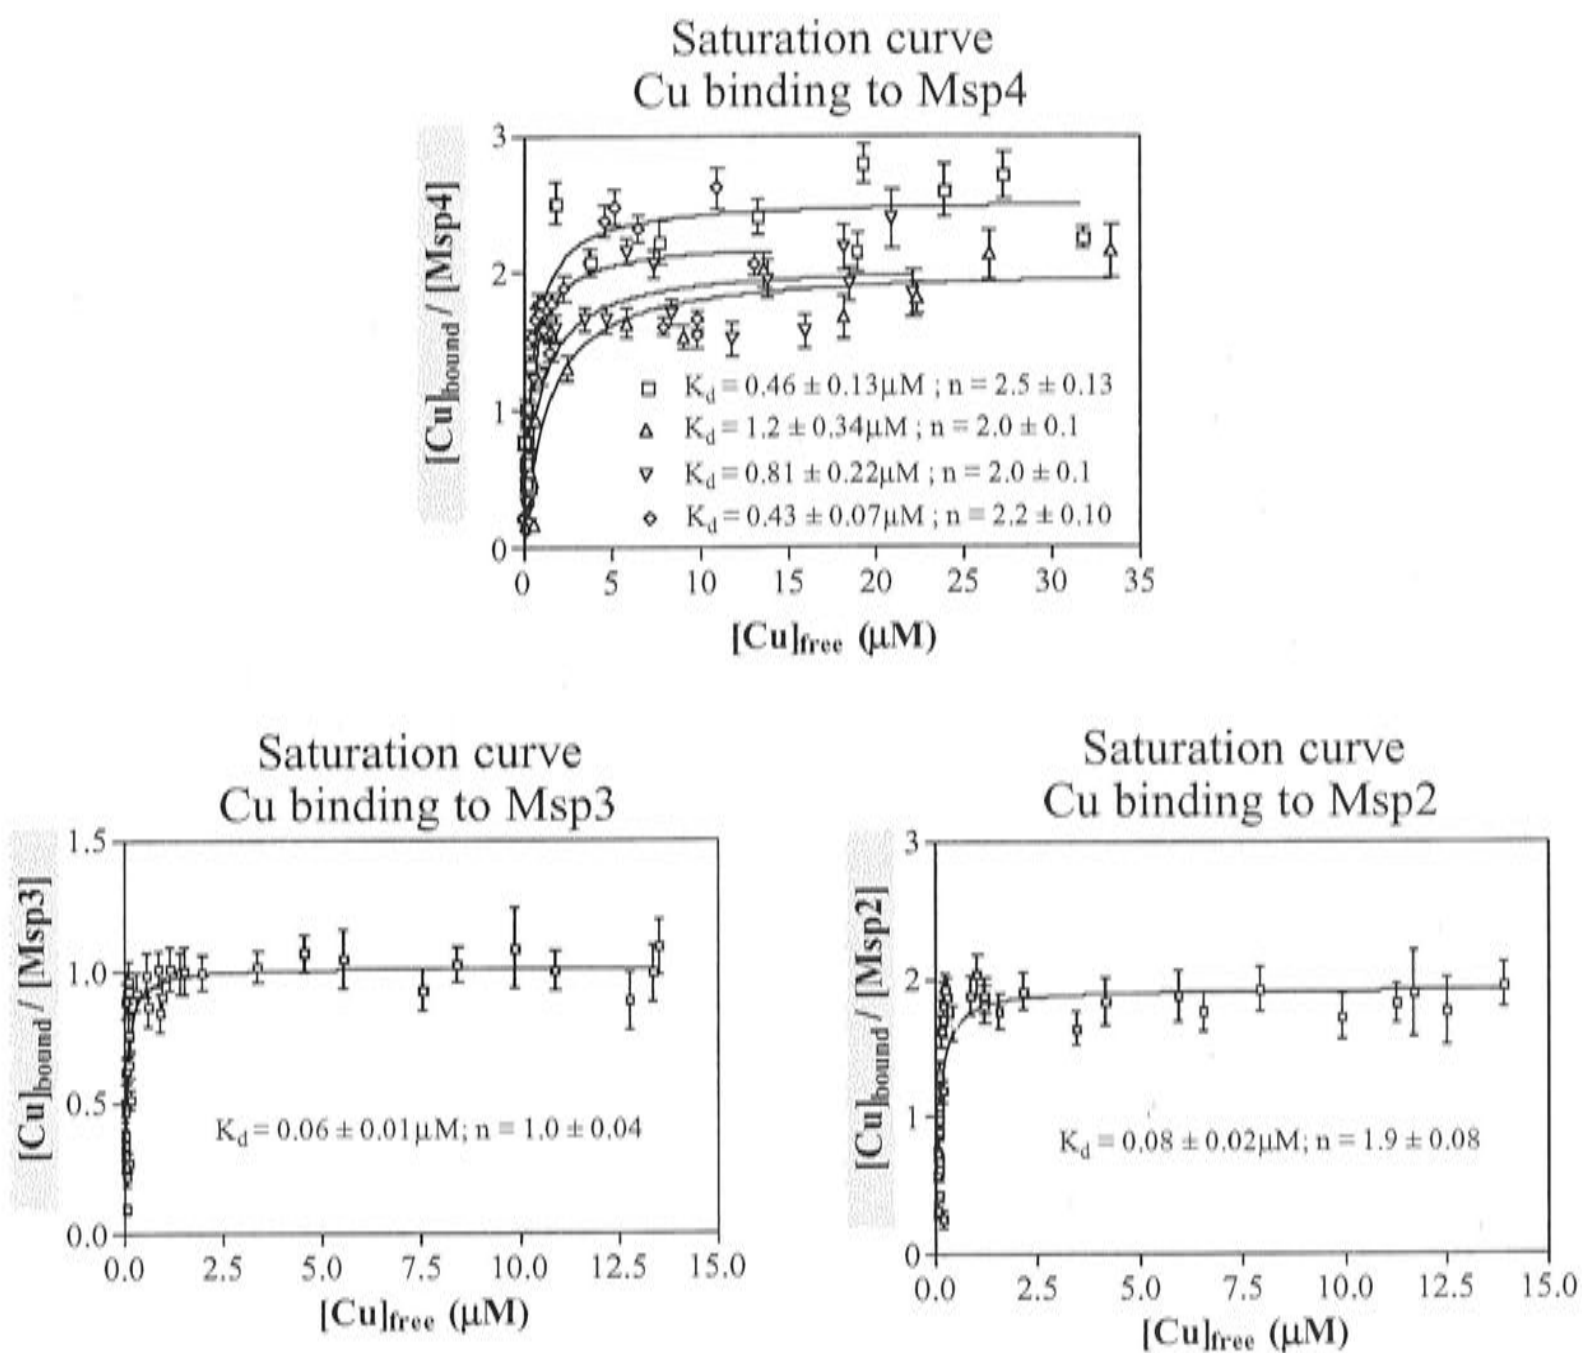 Saturation curve
Cu binding to Msp4
[Cu]bound / [Msp4]
3
2
1
0
□ Kd = 0.46 ± 0.13µM ; n = 2.5 ± 0.13
△ Kd = 1.2 ± 0.34µM ; n = 2.0 ± 0.1
▽ Kd = 0.81 ± 0.22µM ; n = 2.0 ± 0.1
◇ Kd = 0.43 ± 0.07µM ; n = 2.2 ± 0.10
0 5 10 15 20 25 30 35
[Cu]free (µM)
Saturation curve
Cu binding to Msp3
[Cu]bound / [Msp3]
1.5
1.0
0.5
0.0
Kd = 0.06 ± 0.01µM; n = 1.0 ± 0.04
0.0 2.5 5.0 7.5 10.0 12.5 15.0
[Cu]free (µM)
Saturation curve
Cu binding to Msp2
[Cu]bound / [Msp2]
3
2
1
0
Kd = 0.08 ± 0.02µM; n = 1.9 ± 0.08
0.0 2.5 5.0 7.5 10.0 12.5 15.0
[Cu]free (µM)